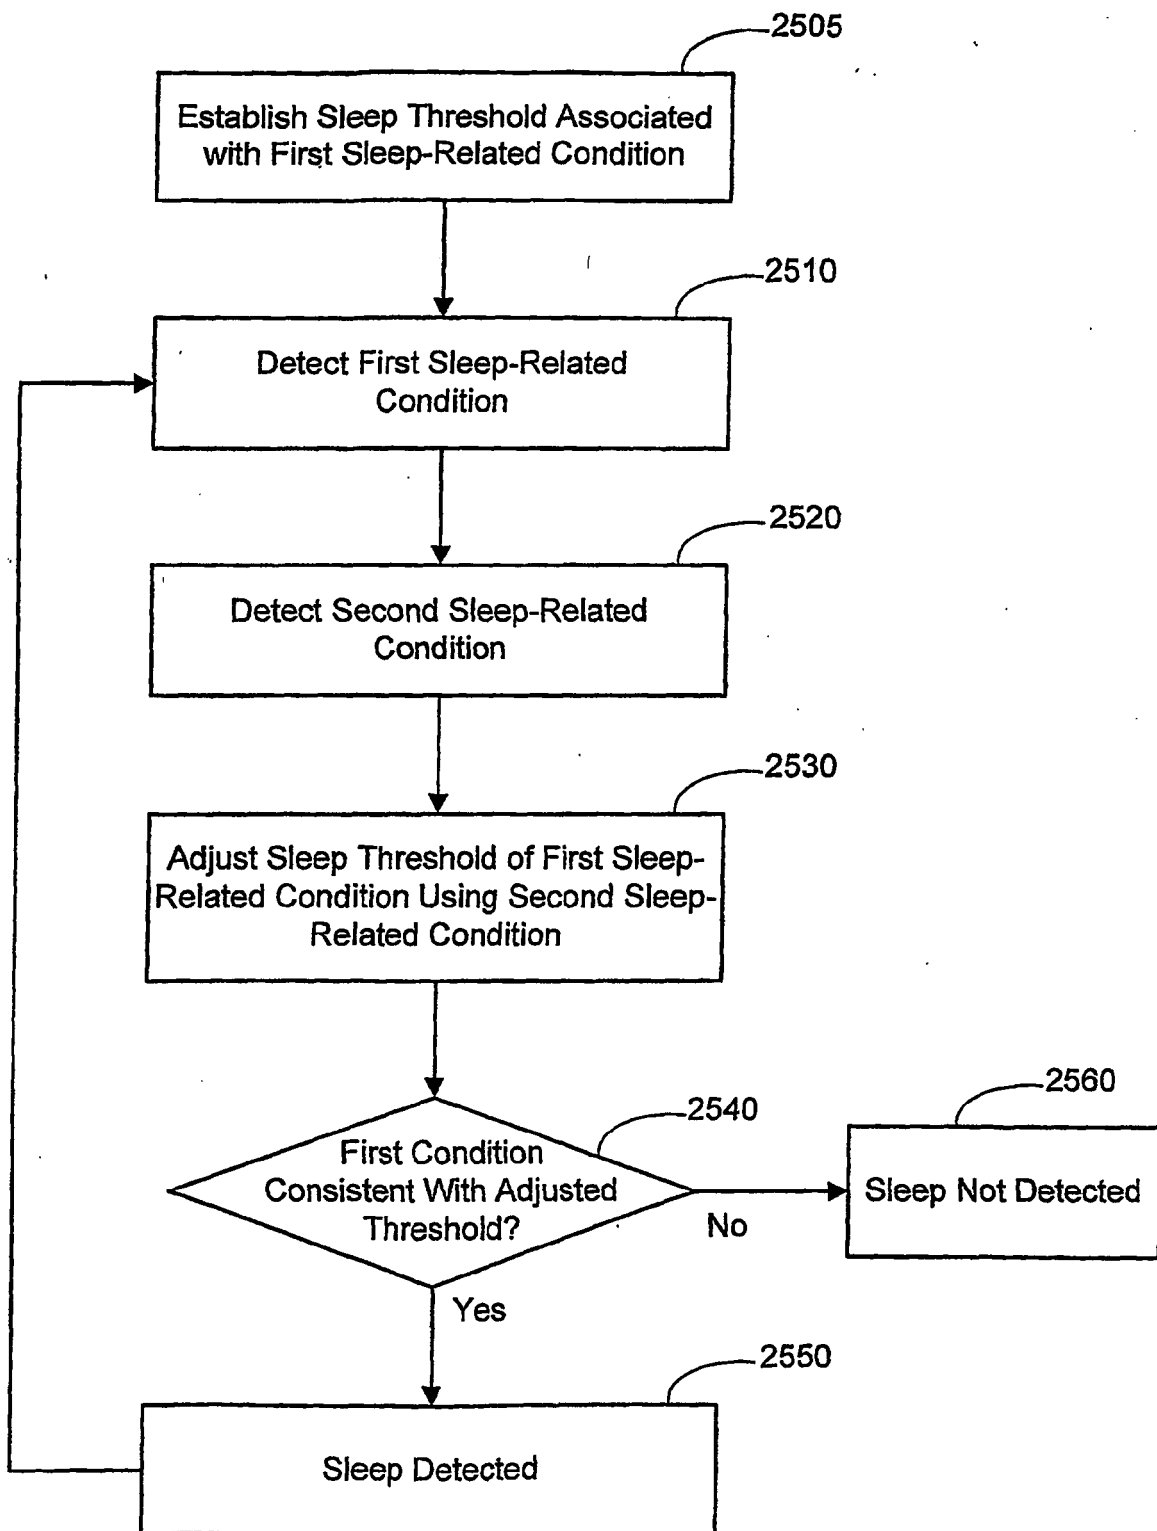 2505
Establish Sleep Threshold Associated
with First Sleep-Related Condition
2510
Detect First Sleep-Related
Condition
2520
Detect Second Sleep-Related
Condition
2530
Adjust Sleep Threshold of First Sleep-
Related Condition Using Second Sleep-
Related Condition
2540
First Condition
Consistent With Adjusted
Threshold?
No
2560
Sleep Not Detected
Yes
2550
Sleep Detected